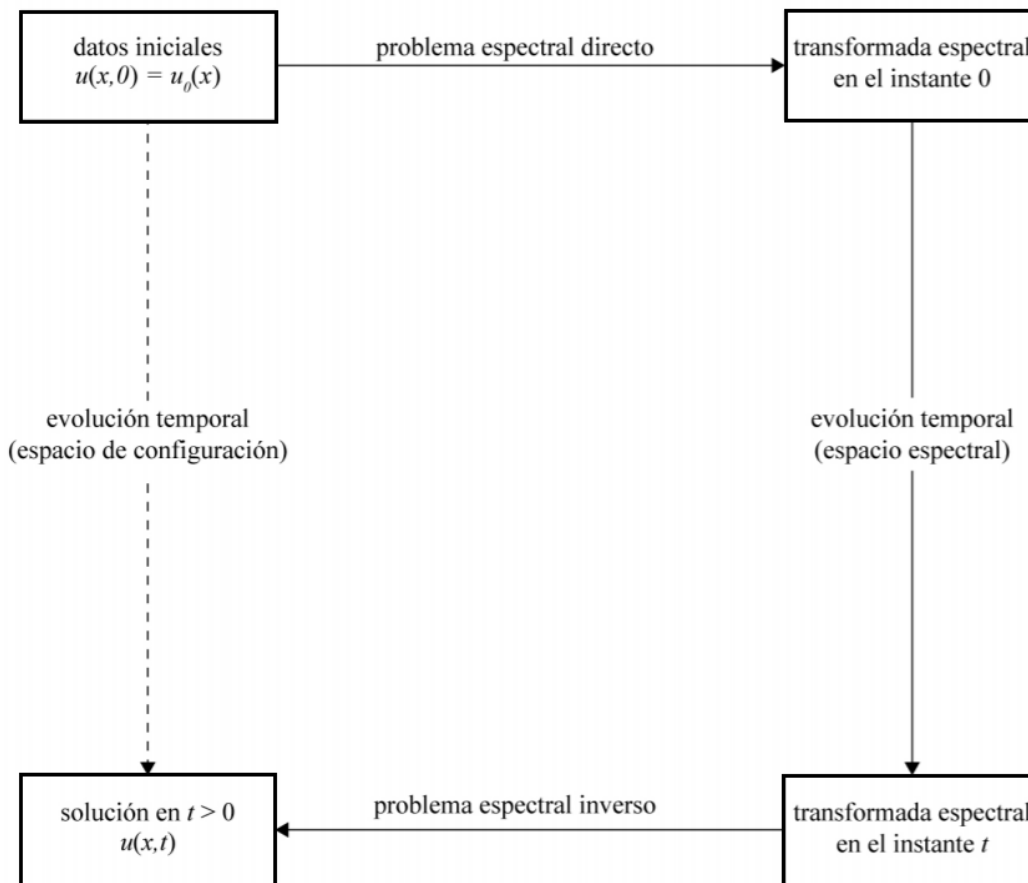 datos iniciales
u(x,0) = u₀(x)
problema espectral directo
transformada espectral
en el instante 0
evolución temporal
(espacio de configuración)
evolución temporal
(espacio espectral)
solución en t > 0
u(x,t)
problema espectral inverso
transformada espectral
en el instante t